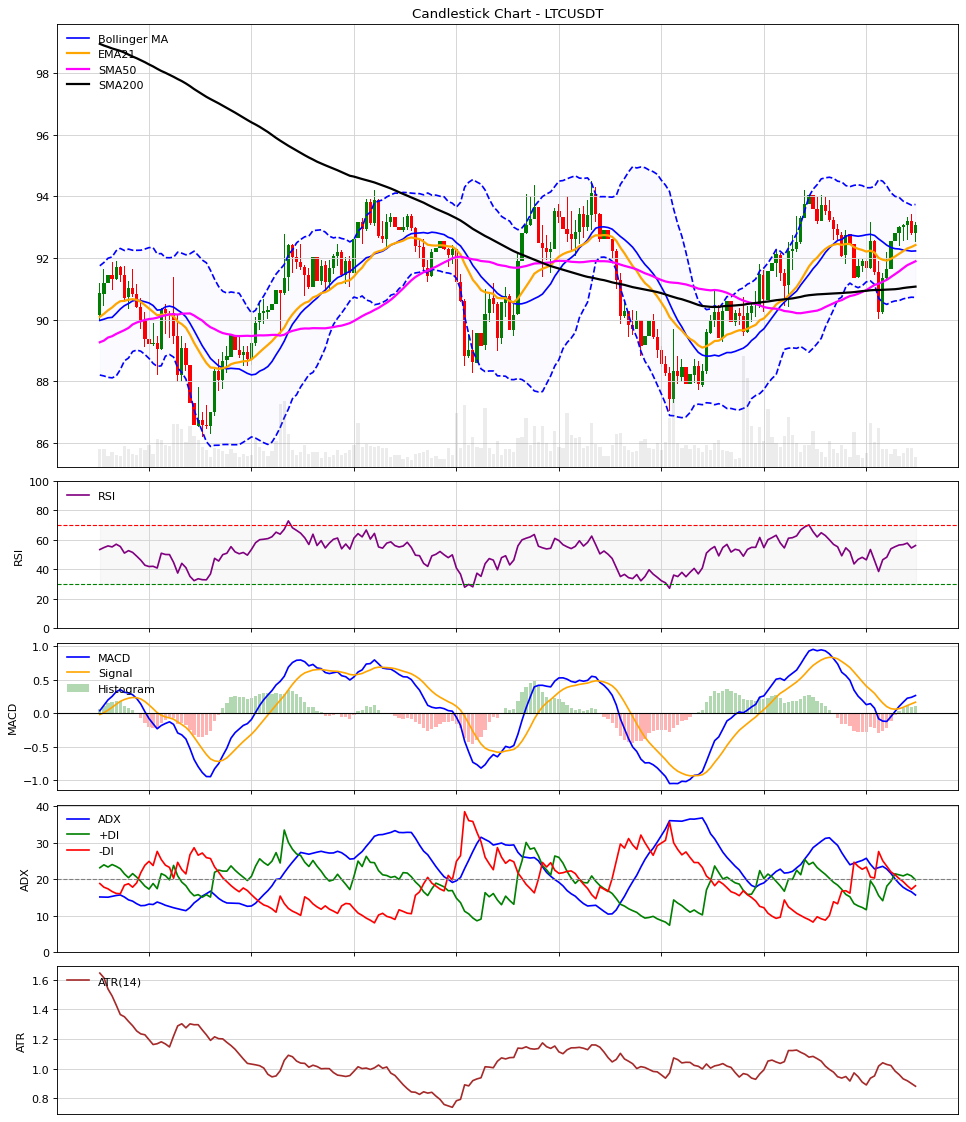 Candlestick Chart - LTCUSDT
Bollinger MA
EMA21
SMA50
SMA200
98
96
94
92
90
88
86
100
80
60
40
20
0
RSI
RSI
1.0
0.5
0.0
−0.5
−1.0
MACD
MACD
Signal
Histogram
40
30
20
10
0
ADX
ADX
+DI
-DI
1.6
1.4
1.2
1.0
0.8
ATR
ATR(14)